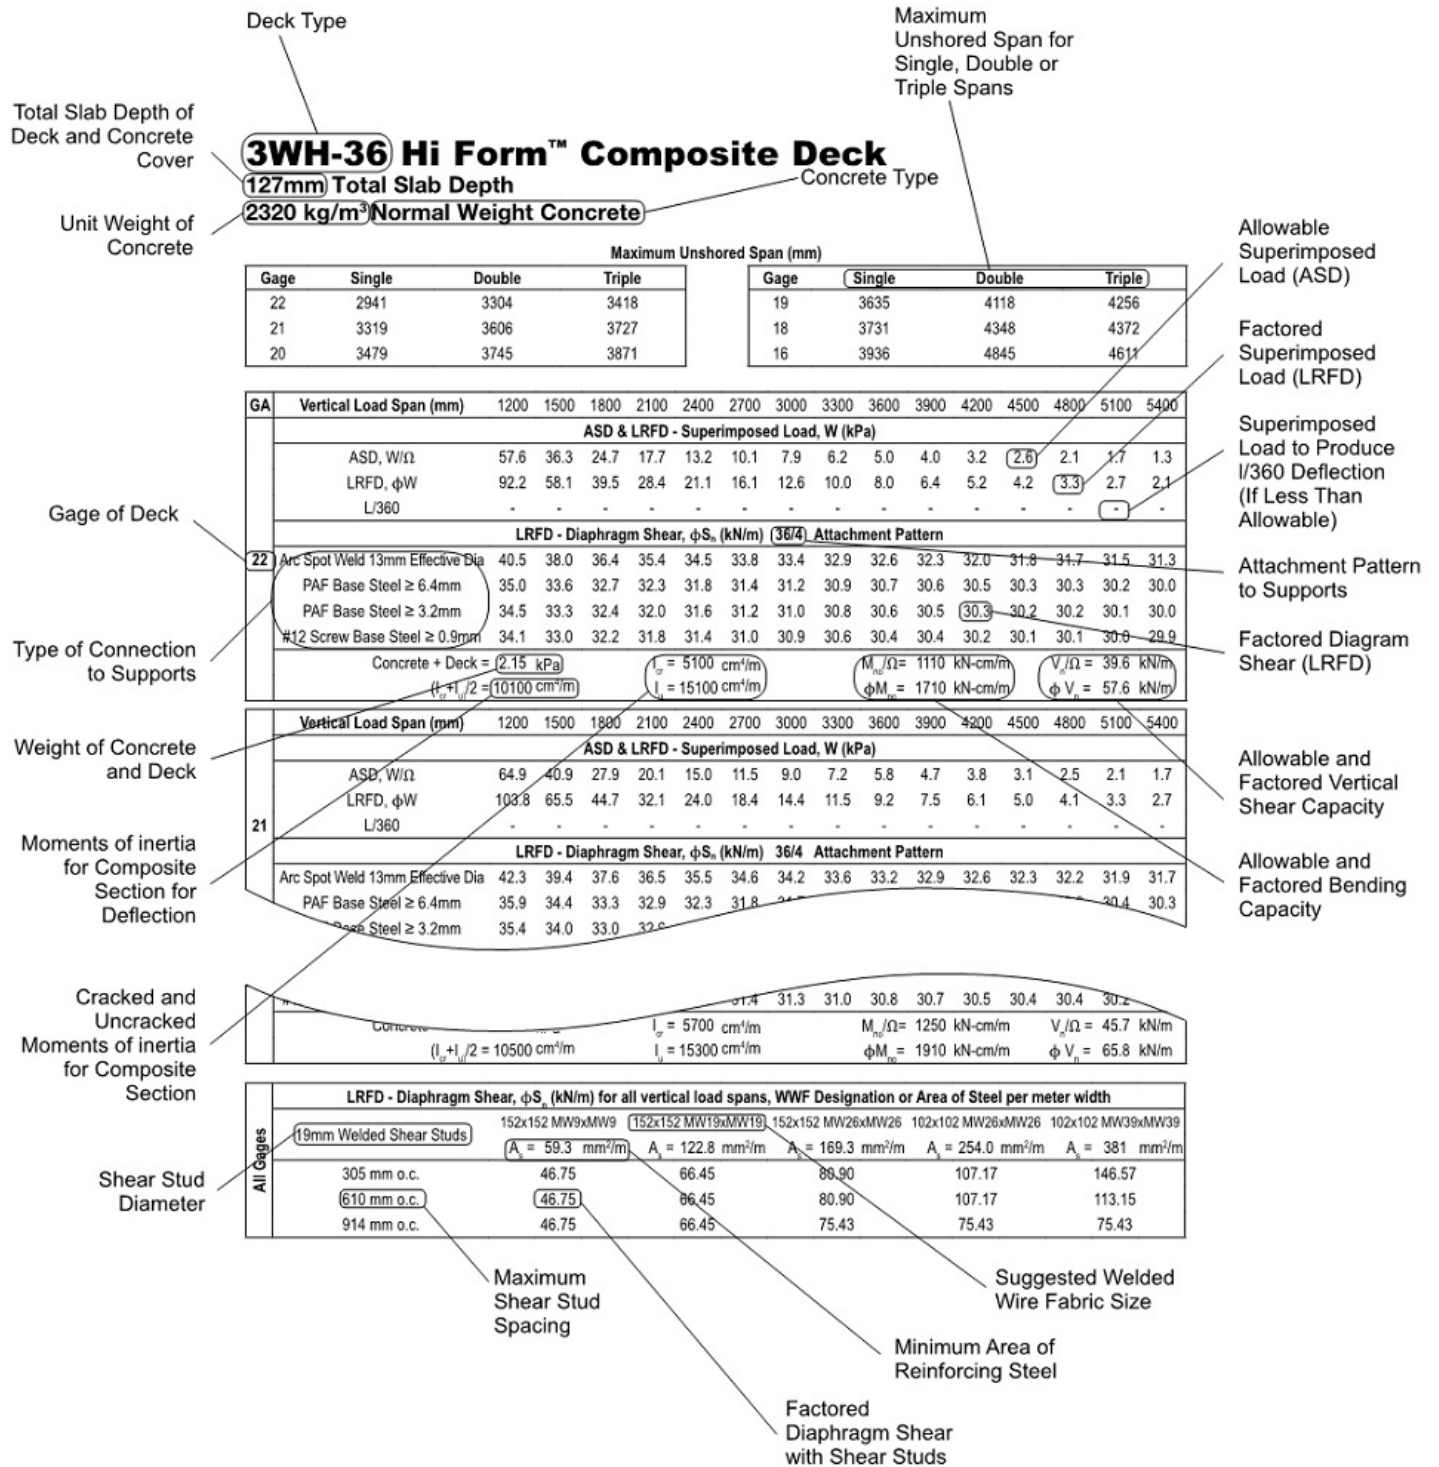 Deck Type
Maximum
Unshored Span for
Single, Double or
Triple Spans
Total Slab Depth of
Deck and Concrete
Cover
3WH-36 Hi Form™ Composite Deck
127mm Total Slab Depth
Concrete Type
2320 kg/m³ Normal Weight Concrete
Unit Weight of
Concrete
Allowable
Superimposed
Load (ASD)
Maximum Unshored Span (mm)
Gage Single Double Triple
22 2941 3304 3418
21 3319 3606 3727
20 3479 3745 3871
Gage Single Double Triple
19 3635 4118 4256
18 3731 4348 4372
16 3936 4845 4611
Factored
Superimposed
Load (LRFD)
GA Vertical Load Span (mm) 1200 1500 1800 2100 2400 2700 3000 3300 3600 3900 4200 4500 4800 5100 5400
ASD & LRFD - Superimposed Load, W (kPa)
ASD, W/Ω 57.6 36.3 24.7 17.7 13.2 10.1 7.9 6.2 5.0 4.0 3.2 2.6 2.1 1.7 1.3
LRFD, ϕW 92.2 58.1 39.5 28.4 21.1 16.1 12.6 10.0 8.0 6.4 5.2 4.2 3.3 2.7 2.1
L/360 - - - - - - - - - - - - - - -
Superimposed
Load to Produce
l/360 Deflection
(If Less Than
Allowable)
Gage of Deck
LRFD - Diaphragm Shear, ϕSₙ (kN/m) 36/4 Attachment Pattern
22 Arc Spot Weld 13mm Effective Dia 40.5 38.0 36.4 35.4 34.5 33.8 33.4 32.9 32.6 32.3 32.0 31.8 31.7 31.5 31.3
PAF Base Steel ≥ 6.4mm 35.0 33.6 32.7 32.3 31.8 31.4 31.2 30.9 30.7 30.6 30.5 30.3 30.3 30.2 30.0
PAF Base Steel ≥ 3.2mm 34.5 33.3 32.4 32.0 31.6 31.2 31.0 30.8 30.6 30.5 30.3 30.2 30.2 30.1 30.0
#12 Screw Base Steel ≥ 0.9mm 34.1 33.0 32.2 31.8 31.4 31.0 30.9 30.6 30.4 30.4 30.2 30.1 30.1 30.0 29.9
Attachment Pattern
to Supports
Type of Connection
to Supports
Factored Diagram
Shear (LRFD)
Concrete + Deck = 2.15 kPa I_cr = 5100 cm⁴/m M_no/Ω= 1110 kN-cm/m Vₙ/Ω = 39.6 kN/m
(I_cr+I_u)/2 = 10100 cm⁴/m I_u = 15100 cm⁴/m ϕM_no = 1710 kN-cm/m ϕ Vₙ = 57.6 kN/m
Vertical Load Span (mm) 1200 1500 1800 2100 2400 2700 3000 3300 3600 3900 4200 4500 4800 5100 5400
ASD & LRFD - Superimposed Load, W (kPa)
ASD, W/Ω 64.9 40.9 27.9 20.1 15.0 11.5 9.0 7.2 5.8 4.7 3.8 3.1 2.5 2.1 1.7
LRFD, ϕW 103.8 65.5 44.7 32.1 24.0 18.4 14.4 11.5 9.2 7.5 6.1 5.0 4.1 3.3 2.7
21 L/360 - - - - - - - - - - - - - - -
LRFD - Diaphragm Shear, ϕSₙ (kN/m) 36/4 Attachment Pattern
Arc Spot Weld 13mm Effective Dia 42.3 39.4 37.6 36.5 35.5 34.6 34.2 33.6 33.2 32.9 32.6 32.3 32.2 31.9 31.7
PAF Base Steel ≥ 6.4mm 35.9 34.4 33.3 32.9 32.3 31.8 30.4 30.3
Base Steel ≥ 3.2mm 35.4 34.0 33.0
Weight of Concrete
and Deck
Allowable and
Factored Vertical
Shear Capacity
Moments of inertia
for Composite
Section for
Deflection
Allowable and
Factored Bending
Capacity
Cracked and
Uncracked
Moments of inertia
for Composite
Section
31.4 31.3 31.0 30.8 30.7 30.5 30.4 30.4 30.2
I_cr = 5700 cm⁴/m M_no/Ω= 1250 kN-cm/m Vₙ/Ω = 45.7 kN/m
(I_cr+I_u)/2 = 10500 cm⁴/m I_u = 15300 cm⁴/m ϕM_no = 1910 kN-cm/m ϕ Vₙ = 65.8 kN/m
All Gages
LRFD - Diaphragm Shear, ϕSₙ (kN/m) for all vertical load spans, WWF Designation or Area of Steel per meter width
152x152 MW9xMW9 152x152 MW19xMW19 152x152 MW26xMW26 102x102 MW26xMW26 102x102 MW39xMW39
19mm Welded Shear Studs
Aₛ = 59.3 mm²/m Aₛ = 122.8 mm²/m Aₛ = 169.3 mm²/m Aₛ = 254.0 mm²/m Aₛ = 381 mm²/m
305 mm o.c. 46.75 66.45 80.90 107.17 146.57
610 mm o.c. 46.75 66.45 80.90 107.17 113.15
914 mm o.c. 46.75 66.45 75.43 75.43 75.43
Shear Stud
Diameter
Maximum
Shear Stud
Spacing
Suggested Welded
Wire Fabric Size
Minimum Area of
Reinforcing Steel
Factored
Diaphragm Shear
with Shear Studs